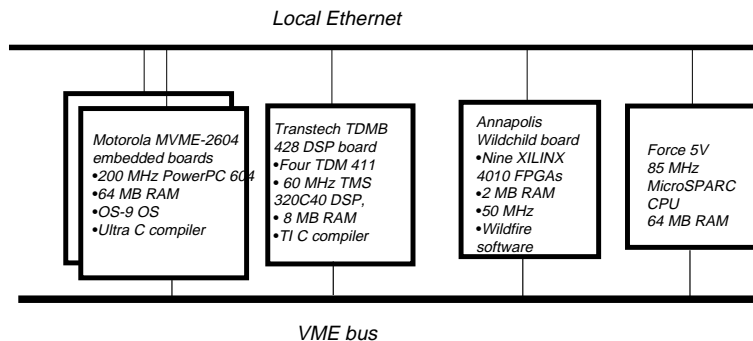 Local Ethernet
Motorola MVME-2604
embedded boards
•200 MHz PowerPC 604
•64 MB RAM
•OS-9 OS
•Ultra C compiler
Transtech TDMB
428 DSP board
•Four TDM 411
• 60 MHz TMS
320C40 DSP,
• 8 MB RAM
•TI C compiler
Annapolis
Wildchild board
•Nine XILINX
4010 FPGAs
•2 MB RAM
•50 MHz
•Wildfire
software
Force 5V
85 MHz
MicroSPARC
CPU
64 MB RAM
VME bus